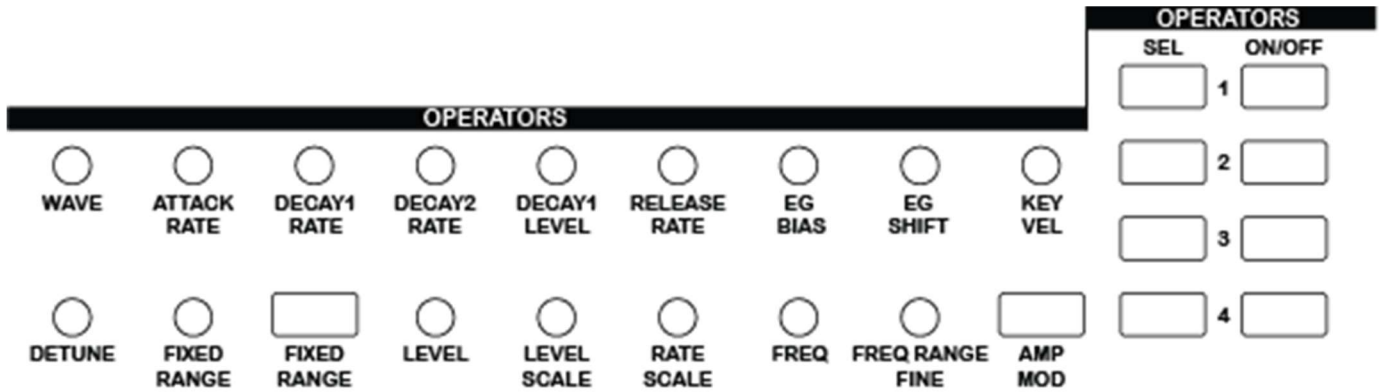 OPERATORS
SEL ON/OFF
1
OPERATORS
2
WAVE ATTACK DECAY1 DECAY2 DECAY1 RELEASE EG EG KEY
RATE RATE RATE LEVEL RATE BIAS SHIFT VEL
3
4
DETUNE FIXED FIXED LEVEL LEVEL RATE FREQ FREQ RANGE AMP
RANGE RANGE SCALE SCALE FINE MOD